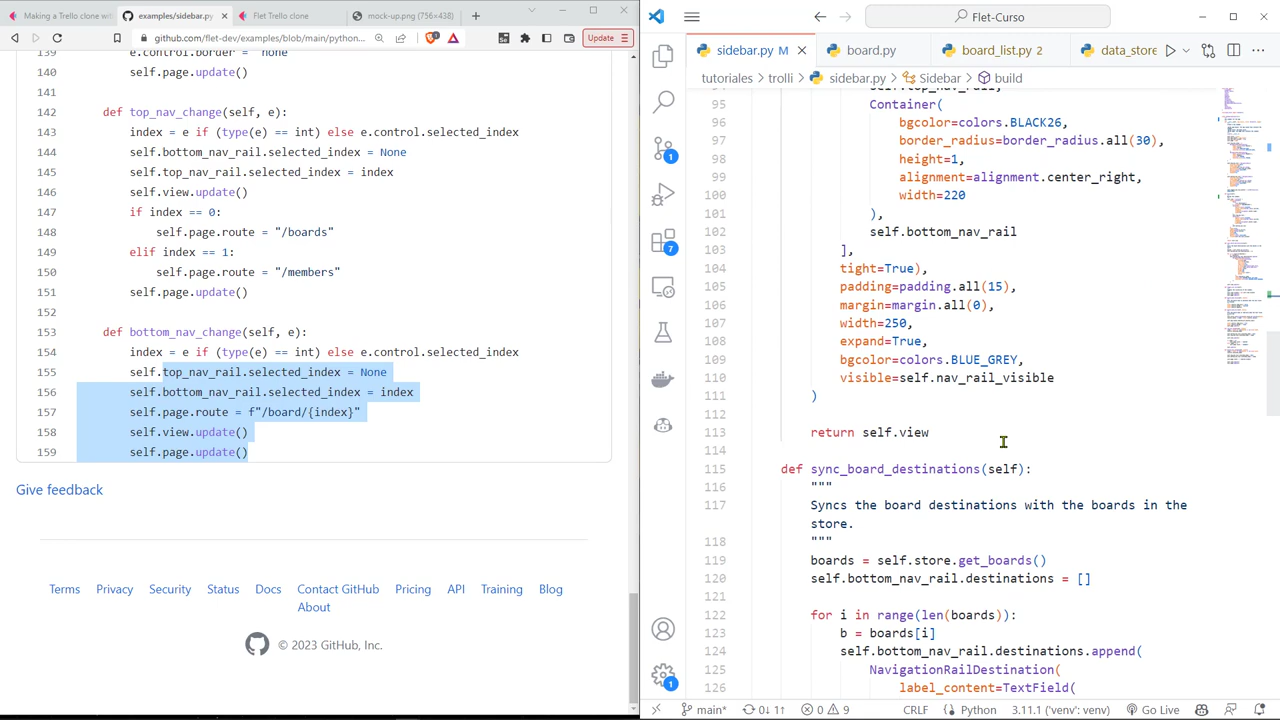 Making a Trello clone with
examples/sidebar.py
Trello clone
mock-up.png (756×438)
github.com/flet-dev/examples/blob/main/python...
Update
139 e.control.border = none
140 self.page.update()
141
142 def top_nav_change(self, e):
143 index = e if (type(e) == int) else e.control.selected_index
144 self.bottom_nav_rail.selected_index = None
145 self.top_nav_rail.selected_index = index
146 self.view.update()
147 if index == 0:
148 self.page.route = "/boards"
149 elif index == 1:
150 self.page.route = "/members"
151 self.page.update()
152
153 def bottom_nav_change(self, e):
154 index = e if (type(e) == int) else e.control.selected_index
155 self.top_nav_rail.selected_index = None
156 self.bottom_nav_rail.selected_index = index
157 self.page.route = f"/board/{index}"
158 self.view.update()
159 self.page.update()
Give feedback
Terms Privacy Security Status Docs Contact GitHub Pricing API Training Blog
About
© 2023 GitHub, Inc.
Flet-Curso
sidebar.py M
board.py
board_list.py
data_store
tutoriales > trolli > sidebar.py > Sidebar > build
94 self.top_nav_rail,
95 Container(
96 bgcolor=colors.BLACK26,
97 border_radius=border_radius.all(30),
98 height=1,
99 alignment=alignment.center_right,
100 width=220
101 ),
102 self.bottom_nav_rail
103 ],
104 tight=True),
105 padding=padding.all(15),
106 margin=margin.all(0),
107 width=250,
108 expand=True,
109 bgcolor=colors.BLUE_GREY,
110 visible=self.nav_rail_visible
111 )
112
113 return self.view
114
115 def sync_board_destinations(self):
116 """
117 Syncs the board destinations with the boards in the
store.
118 """
119 boards = self.store.get_boards()
120 self.bottom_nav_rail.destinations = []
121
122 for i in range(len(boards)):
123 b = boards[i]
124 self.bottom_nav_rail.destinations.append(
125 NavigationRailDestination(
126 label_content=TextField(
1
7
1
main* 0↓ 1↑ 0 9 CRLF Python 3.11.1 ('.venv': venv) Go Live